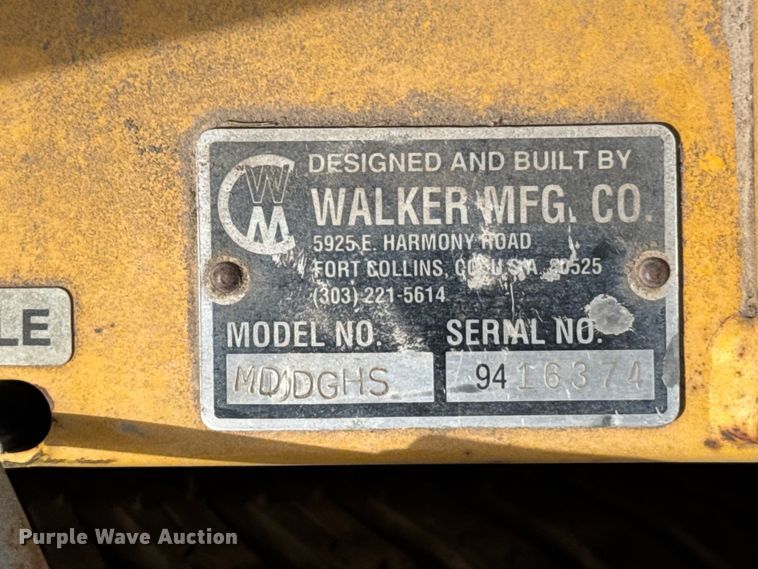 WM
DESIGNED AND BUILT BY
WALKER MFG. CO.
5925 E. HARMONY ROAD
FORT COLLINS, CO. U.S.A. 80525
(303) 221-5614
MODEL NO. SERIAL NO.
MDDGHS 9416374
LE
Purple Wave Auction